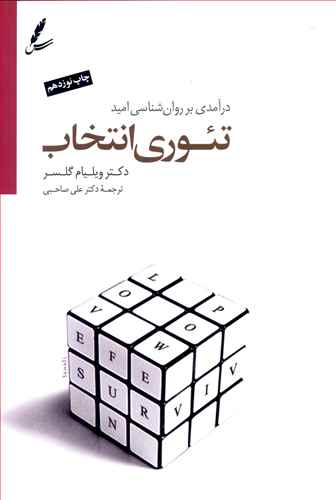 چاپ نوزدهم
درآمدی بر روان‌شناسی امید
تئوری انتخاب
دکتر ویلیام گلسر
ترجمهٔ دکتر علی صاحبی
L O
V O P
E W
E F E R
S U R V I V
U
N